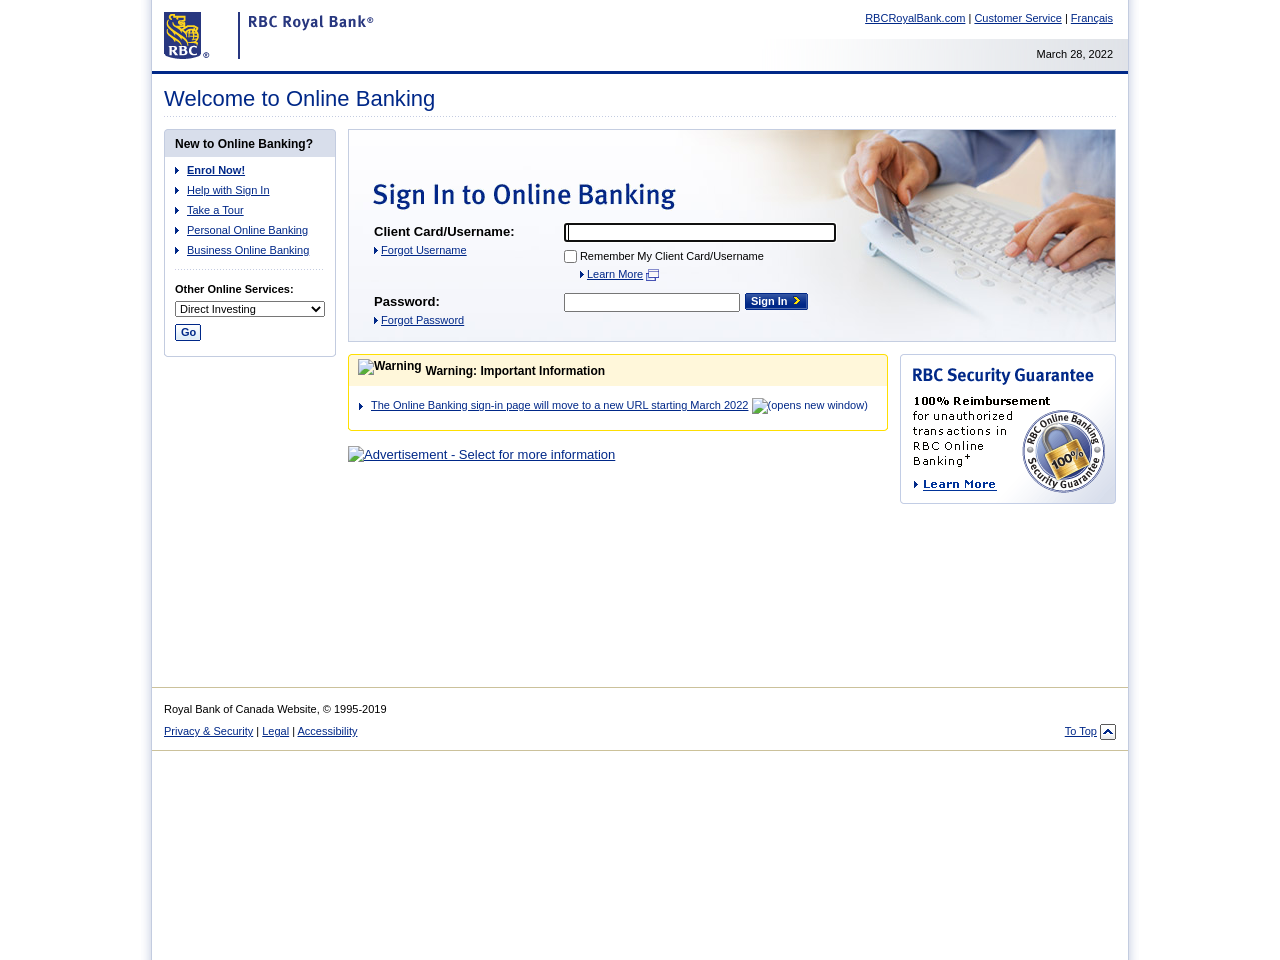 RBC ®
RBC Royal Bank®
RBCRoyalBank.com | Customer Service | Français
March 28, 2022
Welcome to Online Banking
New to Online Banking?
Enrol Now!
Help with Sign In
Take a Tour
Personal Online Banking
Business Online Banking
Other Online Services:
Direct Investing
Go
Sign In to Online Banking
Client Card/Username:
Forgot Username
Remember My Client Card/Username
Learn More
Password:
Sign In
Forgot Password
Warning Warning: Important Information
The Online Banking sign-in page will move to a new URL starting March 2022 (opens new window)
Advertisement - Select for more information
RBC Security Guarantee
100% Reimbursement
for unauthorized
transactions in
RBC Online
Banking+
Learn More
RBC Online Banking
100%
Security Guarantee
Royal Bank of Canada Website, © 1995-2019
Privacy & Security | Legal | Accessibility
To Top